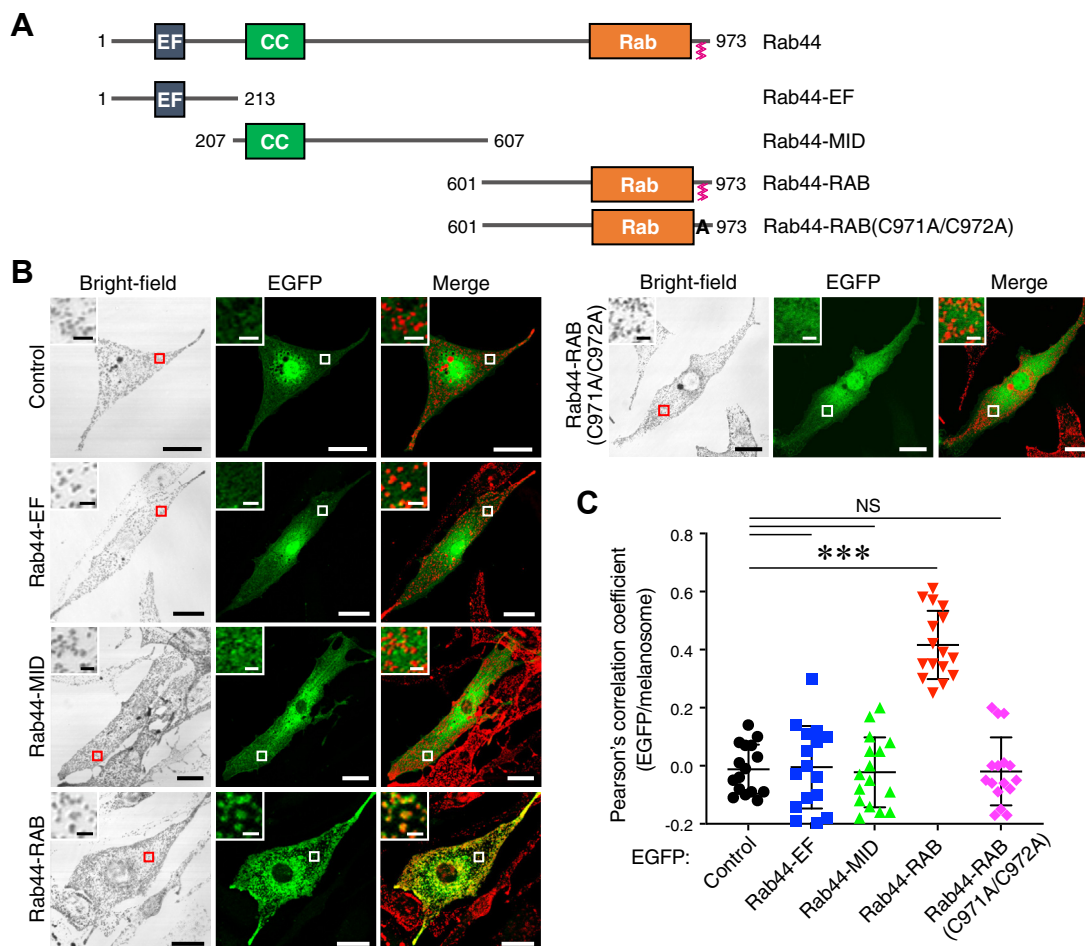 A
1 EF CC Rab 973 Rab44
1 EF 213 Rab44-EF
207 CC 607 Rab44-MID
601 Rab 973 Rab44-RAB
601 Rab A 973 Rab44-RAB(C971A/C972A)
B
Bright-field EGFP Merge
Control
Rab44-EF
Rab44-MID
Rab44-RAB
Bright-field EGFP Merge
Rab44-RAB
(C971A/C972A)
C
NS
***
Pearson's correlation coefficient
(EGFP/melanosome)
0.8
0.6
0.4
0.2
0.0
-0.2
EGFP:
Control
Rab44-EF
Rab44-MID
Rab44-RAB
Rab44-RAB
(C971A/C972A)